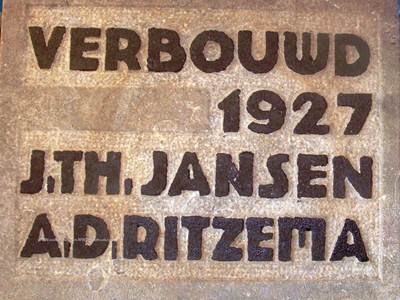 VERBOUWD
1927
J.TH. JANSEN
A.D. RITZEMA